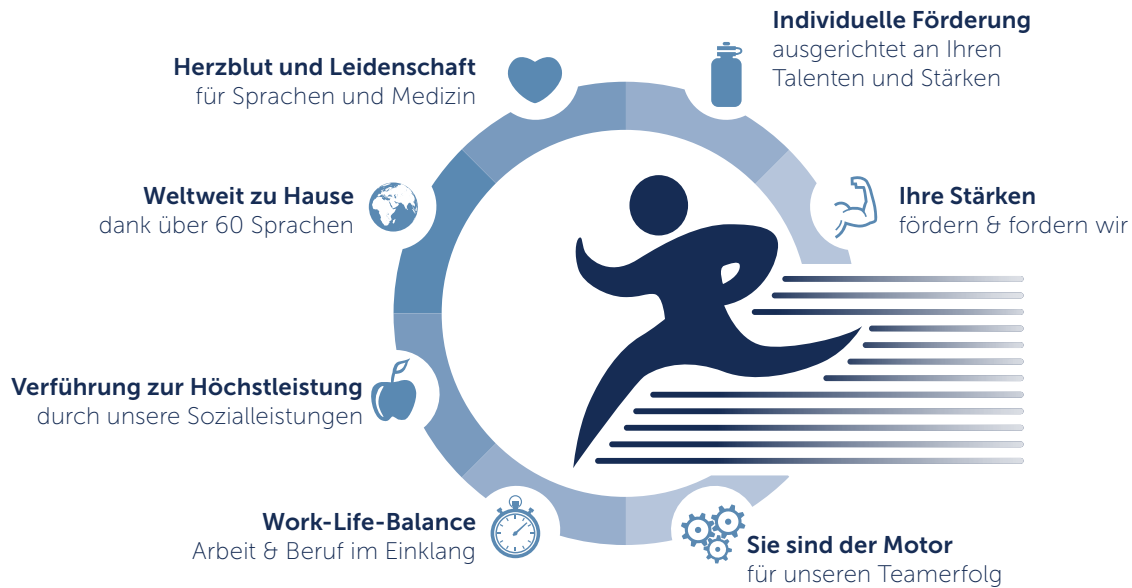 Individuelle Förderung
ausgerichtet an Ihren
Talenten und Stärken
Herzblut und Leidenschaft
für Sprachen und Medizin
Weltweit zu Hause
dank über 60 Sprachen
Ihre Stärken
fördern & fordern wir
Verführung zur Höchstleistung
durch unsere Sozialleistungen
Work-Life-Balance
Arbeit & Beruf im Einklang
Sie sind der Motor
für unseren Teamerfolg